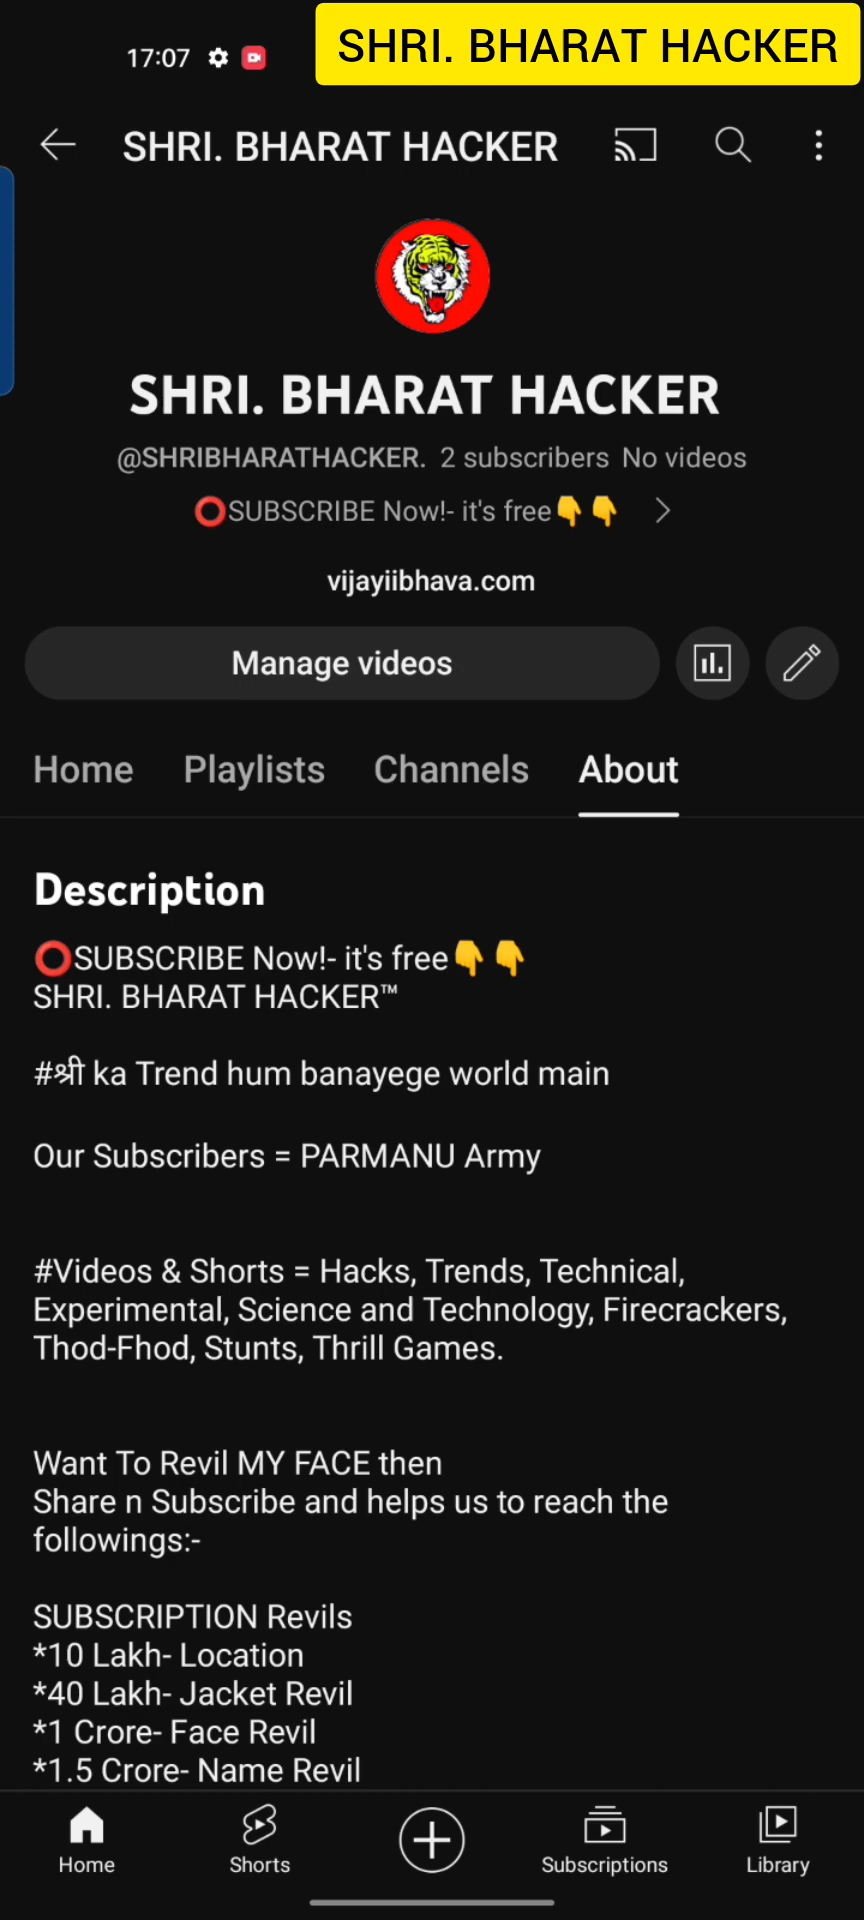 17:07
SHRI. BHARAT HACKER
SHRI. BHARAT HACKER
SHRI. BHARAT HACKER
@SHRIBHARATHACKER. 2 subscribers No videos
⭕SUBSCRIBE Now!- it's free👇👇
vijayiibhava.com
Manage videos
Home Playlists Channels About
Description
⭕SUBSCRIBE Now!- it's free👇👇
SHRI. BHARAT HACKER™
#श्री ka Trend hum banayege world main
Our Subscribers = PARMANU Army
#Videos & Shorts = Hacks, Trends, Technical,
Experimental, Science and Technology, Firecrackers,
Thod-Fhod, Stunts, Thrill Games.
Want To Revil MY FACE then
Share n Subscribe and helps us to reach the
followings:-
SUBSCRIPTION Revils
*10 Lakh- Location
*40 Lakh- Jacket Revil
*1 Crore- Face Revil
*1.5 Crore- Name Revil
Home Shorts Subscriptions Library